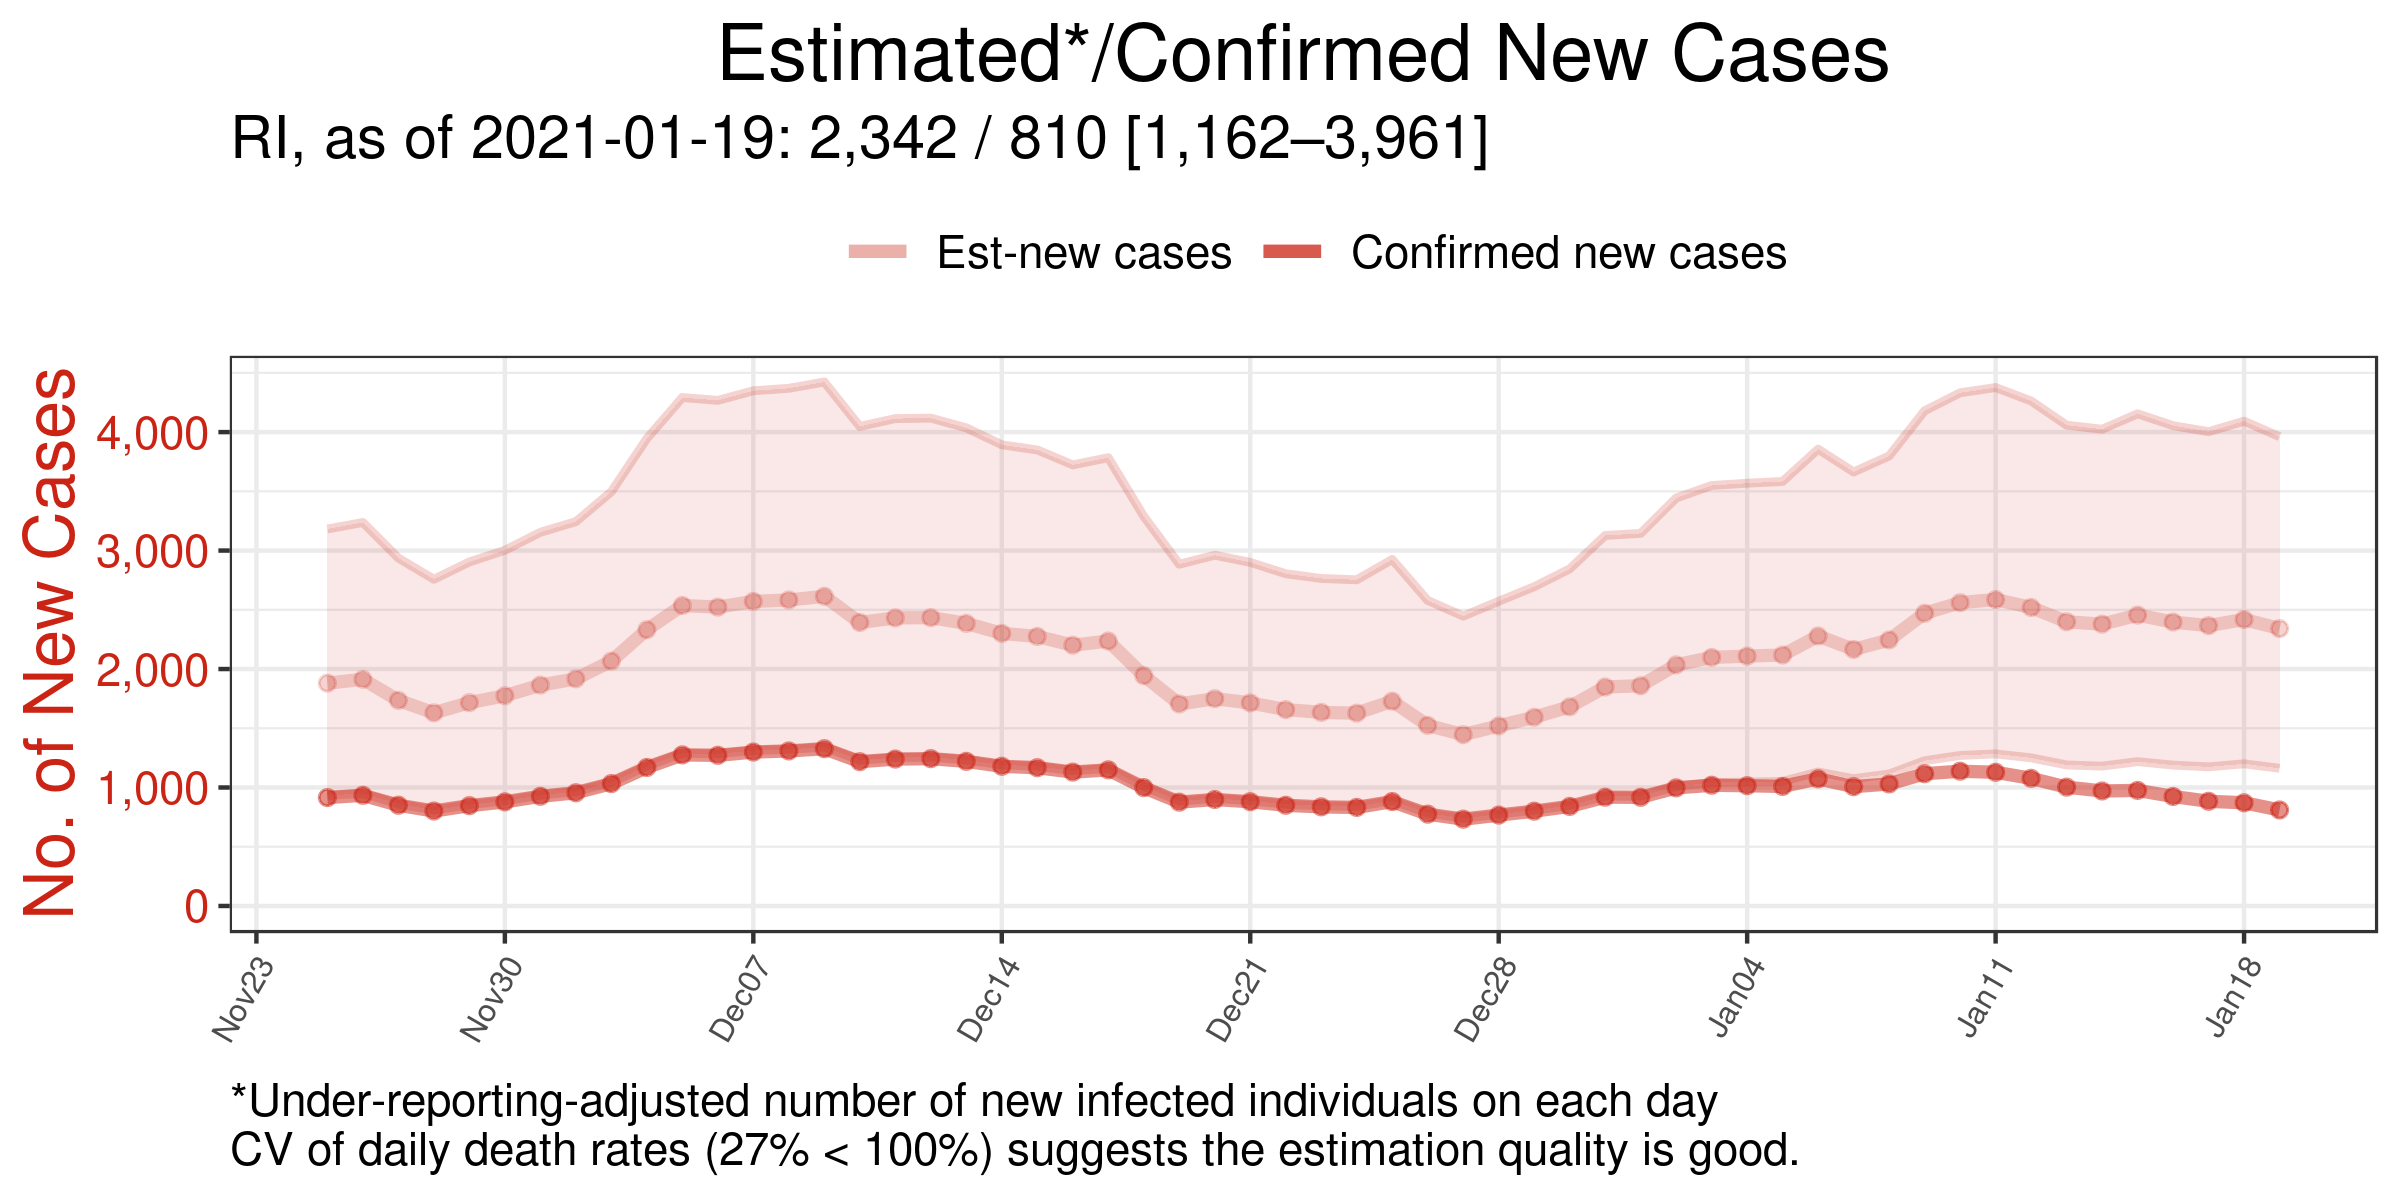 Estimated*/Confirmed New Cases
RI, as of 2021-01-19: 2,342 / 810 [1,162–3,961]
Est-new cases
Confirmed new cases
No. of New Cases
4,000
3,000
2,000
1,000
0
Nov23
Nov30
Dec07
Dec14
Dec21
Dec28
Jan04
Jan11
Jan18
*Under-reporting-adjusted number of new infected individuals on each day
CV of daily death rates (27% < 100%) suggests the estimation quality is good.